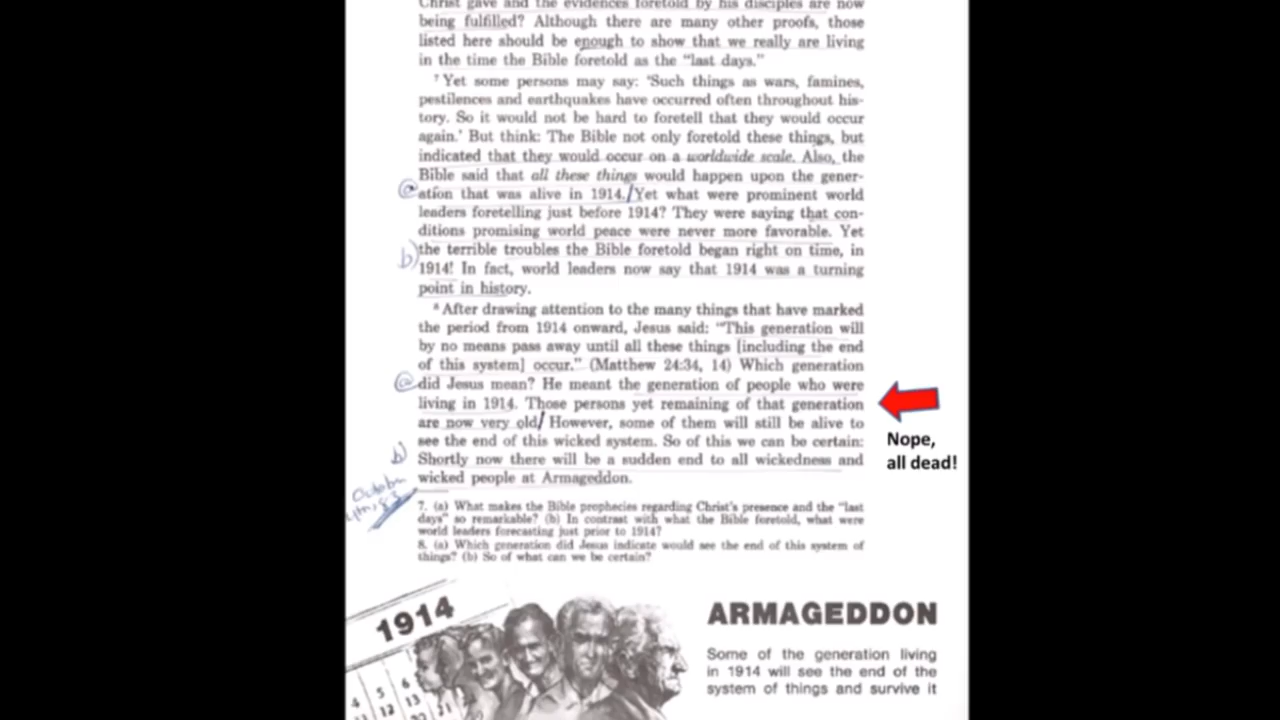 Christ gave and the evidences foretold by his disciples are now
being fulfilled? Although there are many other proofs, those
listed here should be enough to show that we really are living
in the time the Bible foretold as the “last days.”
7 Yet some persons may say: ‘Such things as wars, famines,
pestilences and earthquakes have occurred often throughout his-
tory. So it would not be hard to foretell that they would occur
again.’ But think: The Bible not only foretold these things, but
indicated that they would occur on a worldwide scale. Also, the
Bible said that all these things would happen upon the gener-
a ation that was alive in 1914./Yet what were prominent world
leaders foretelling just before 1914? They were saying that con-
ditions promising world peace were never more favorable. Yet
b) the terrible troubles the Bible foretold began right on time, in
1914! In fact, world leaders now say that 1914 was a turning
point in history.
8 After drawing attention to the many things that have marked
the period from 1914 onward, Jesus said: “This generation will
by no means pass away until all these things [including the end
of this system] occur.” (Matthew 24:34, 14) Which generation
a did Jesus mean? He meant the generation of people who were
living in 1914. Those persons yet remaining of that generation
are now very old/ However, some of them will still be alive to
see the end of this wicked system. So of this we can be certain:
b) Shortly now there will be a sudden end to all wickedness and
wicked people at Armageddon.
Nope,
all dead!
October
7. (a) What makes the Bible prophecies regarding Christ’s presence and the “last
days” so remarkable? (b) In contrast with what the Bible foretold, what were
world leaders forecasting just prior to 1914?
8. (a) Which generation did Jesus indicate would see the end of this system of
things? (b) So of what can we be certain?
1914
4 5 6
12 13
20 21
ARMAGEDDON
Some of the generation living
in 1914 will see the end of the
system of things and survive it